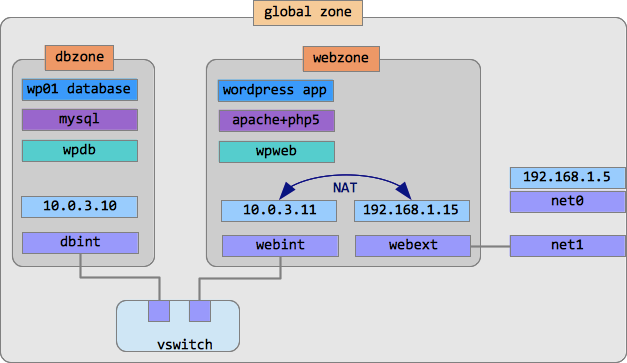 global zone
dbzone
wp01 database
mysql
wpdb
10.0.3.10
dbint
webzone
wordpress app
apache+php5
wpweb
NAT
10.0.3.11
192.168.1.15
webint
webext
192.168.1.5
net0
net1
vswitch